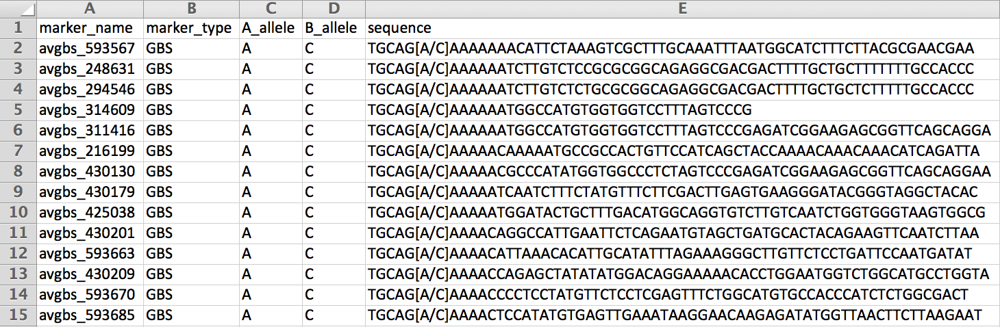 A B C D E
1 marker_name marker_type A_allele B_allele sequence
2 avgbs_593567 GBS A C TGCAG[A/C]AAAAAAACATTCTAAAGTCGCTTTGCAAATTTAATGGCATCTTTCTTACGCGAACGAA
3 avgbs_248631 GBS A C TGCAG[A/C]AAAAAATCTTGTCTCCGCGCGGCAGAGGCGACGACTTTTGCTGCTTTTTTTGCCACCC
4 avgbs_294546 GBS A C TGCAG[A/C]AAAAAATCTTGTCTCTGCGCGGCAGAGGCGACGACTTTTGCTGCTCTTTTTGCCACCC
5 avgbs_314609 GBS A C TGCAG[A/C]AAAAAATGGCCATGTGGTGGTCCTTTAGTCCCG
6 avgbs_311416 GBS A C TGCAG[A/C]AAAAAATGGCCATGTGGTGGTCCTTTAGTCCCGAGATCGGAAGAGCGGTTCAGCAGGA
7 avgbs_216199 GBS A C TGCAG[A/C]AAAAACAAAAATGCCGCCACTGTTCCATCAGCTACCAAAACAAACAAACATCAGATTA
8 avgbs_430130 GBS A C TGCAG[A/C]AAAAACGCCCATATGGTGGCCCTCTAGTCCCGAGATCGGAAGAGCGGTTCAGCAGGAA
9 avgbs_430179 GBS A C TGCAG[A/C]AAAAATCAATCTTTCTATGTTTCTTCGACTTGAGTGAAGGGATACGGGTAGGCTACAC
10 avgbs_425038 GBS A C TGCAG[A/C]AAAAATGGATACTGCTTTGACATGGCAGGTGTCTTGTCAATCTGGTGGGTAAGTGGCG
11 avgbs_430201 GBS A C TGCAG[A/C]AAAACAGGCCATTGAATTCTCAGAATGTAGCTGATGCACTACAGAAGTTCAATCTTAA
12 avgbs_593663 GBS A C TGCAG[A/C]AAAACATTAAACACATTGCATATTTAGAAAGGGCTTGTTCTCCTGATTCCAATGATAT
13 avgbs_430209 GBS A C TGCAG[A/C]AAAACCAGAGCTATATATGGACAGGAAAAACACCTGGAATGGTCTGGCATGCCTGGTA
14 avgbs_593670 GBS A C TGCAG[A/C]AAAACCCCTCCTATGTTCTCCTCGAGTTTCTGGCATGTGCCACCCATCTCTGGCGACT
15 avgbs_593685 GBS A C TGCAG[A/C]AAAACTCCATATGTGAGTTGAAATAAGGAACAAGAGATATGGTTAACTTCTTAAGAAT